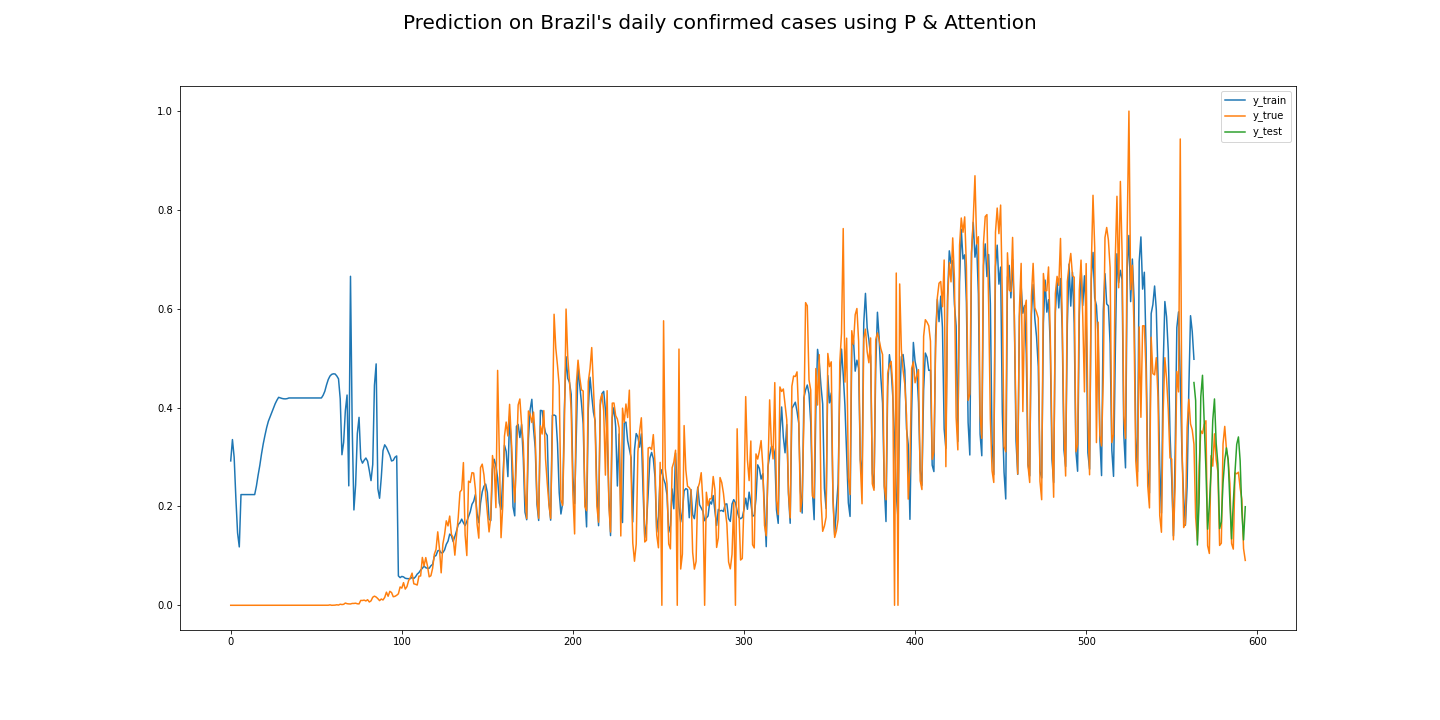 Prediction on Brazil's daily confirmed cases using P & Attention
y_train
y_true
y_test
1.0
0.8
0.6
0.4
0.2
0.0
0 100 200 300 400 500 600